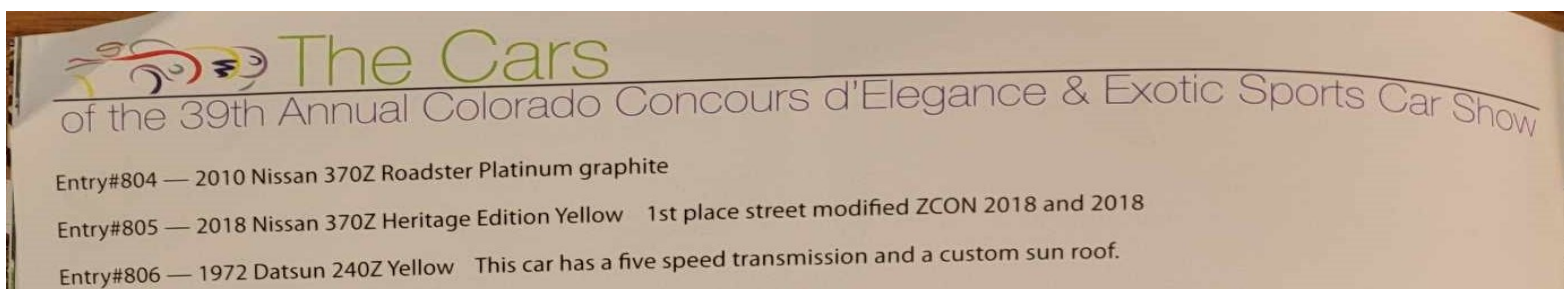 The Cars
of the 39th Annual Colorado Concours d'Elegance & Exotic Sports Car Show
Entry#804 — 2010 Nissan 370Z Roadster Platinum graphite
Entry#805 — 2018 Nissan 370Z Heritage Edition Yellow 1st place street modified ZCON 2018 and 2018
Entry#806 — 1972 Datsun 240Z Yellow This car has a five speed transmission and a custom sun roof.